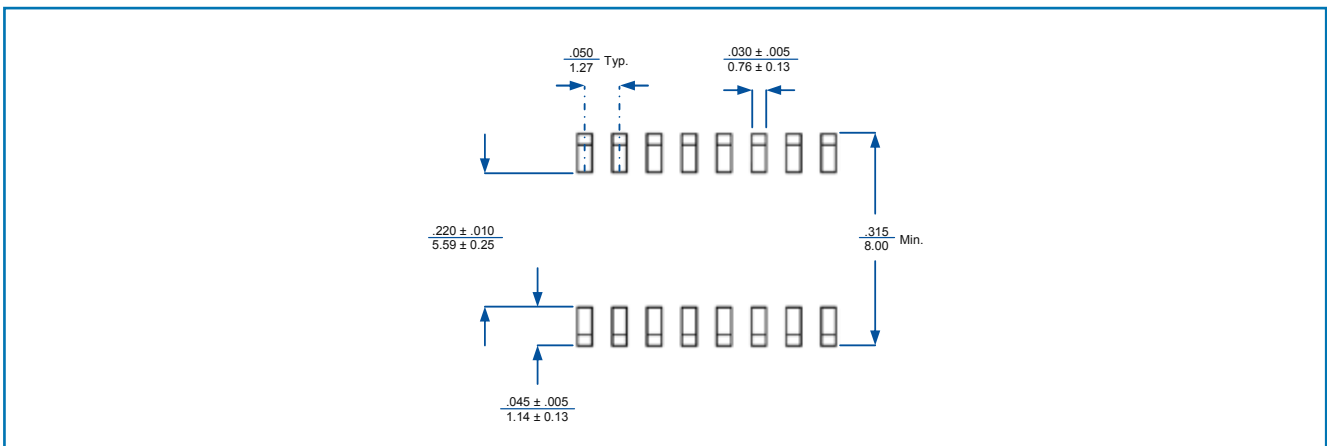 .050
1.27 Typ.
.030 ± .005
0.76 ± 0.13
.220 ± .010
5.59 ± 0.25
.315
8.00 Min.
.045 ± .005
1.14 ± 0.13